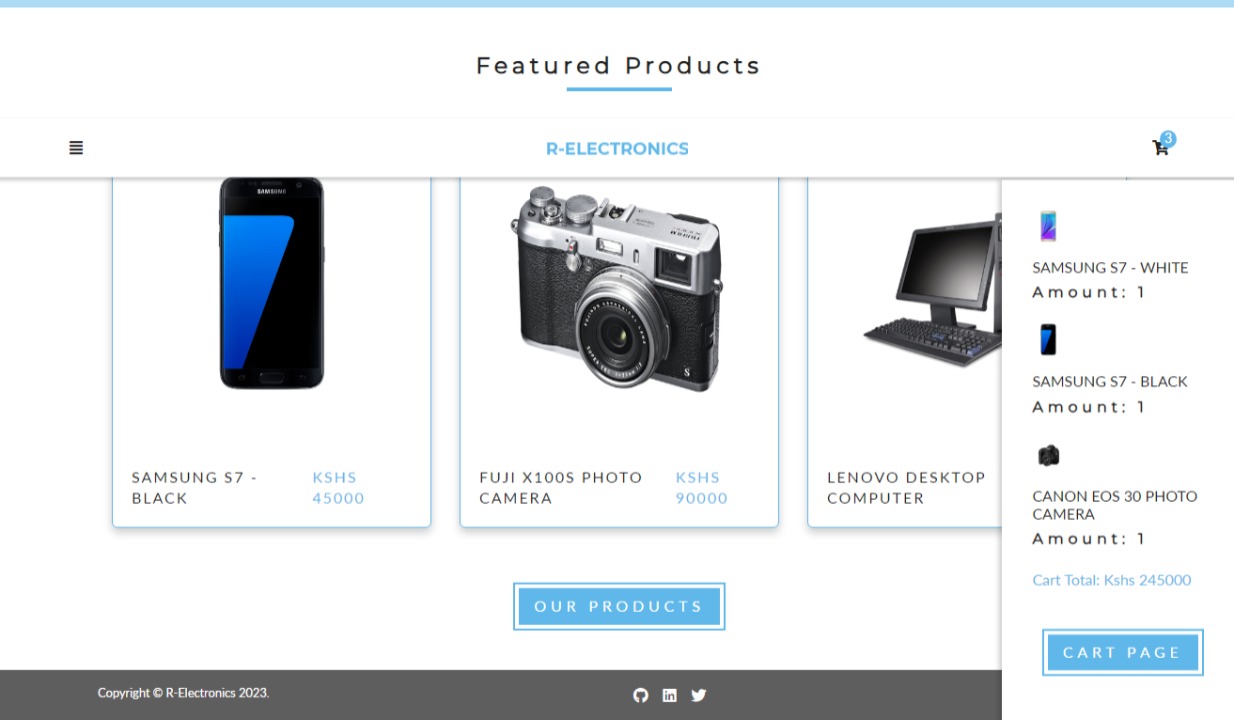 Featured Products
R-ELECTRONICS
3
SAMSUNG
SAMSUNG S7 -
BLACK
KSHS
45000
FUJI X100S PHOTO
CAMERA
KSHS
90000
LENOVO DESKTOP
COMPUTER
SAMSUNG S7 - WHITE
Amount: 1
SAMSUNG S7 - BLACK
Amount: 1
CANON EOS 30 PHOTO
CAMERA
Amount: 1
Cart Total: Kshs 245000
CART PAGE
OUR PRODUCTS
Copyright © R-Electronics 2023.